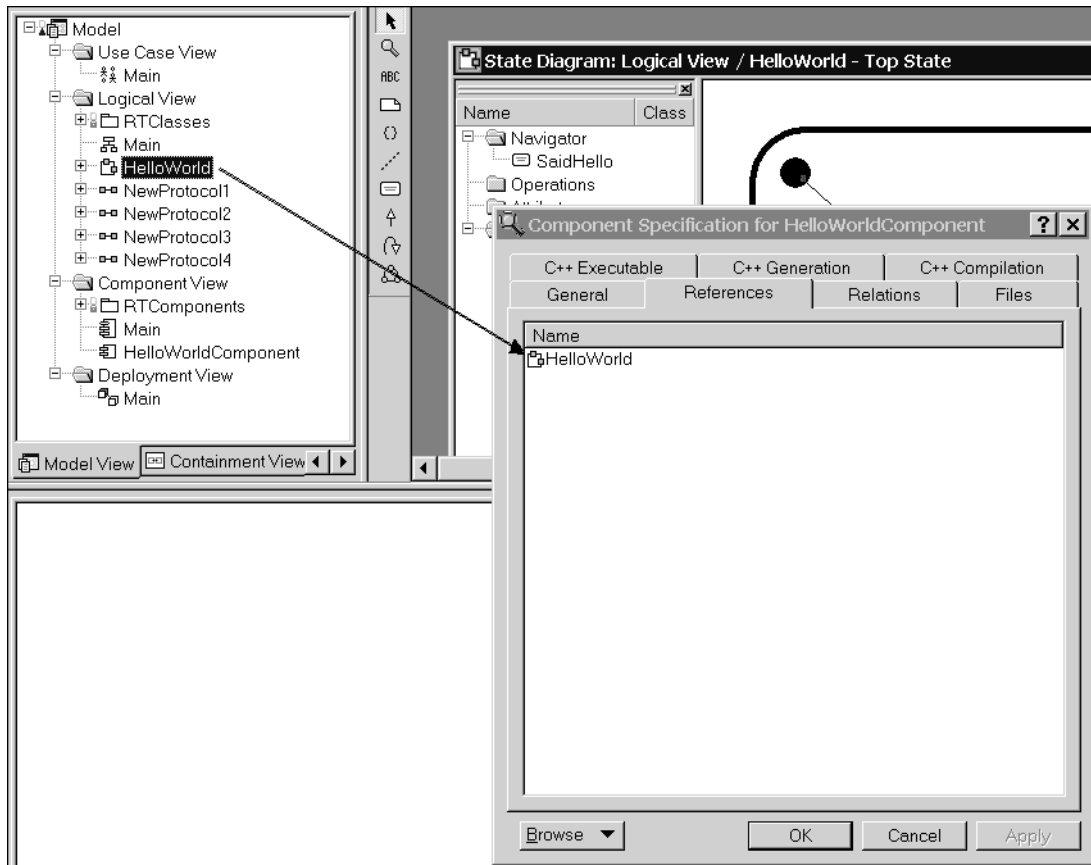 Model
Use Case View
Main
Logical View
RTClasses
Main
HelloWorld
NewProtocol1
NewProtocol2
NewProtocol3
NewProtocol4
Component View
RTComponents
Main
HelloWorldComponent
Deployment View
Main
Model View Containment View
ABC
State Diagram: Logical View / HelloWorld - Top State
Name Class
Navigator
SaidHello
Operations
Component Specification for HelloWorldComponent
C++ Executable C++ Generation C++ Compilation
General References Relations Files
Name
HelloWorld
Browse OK Cancel Apply